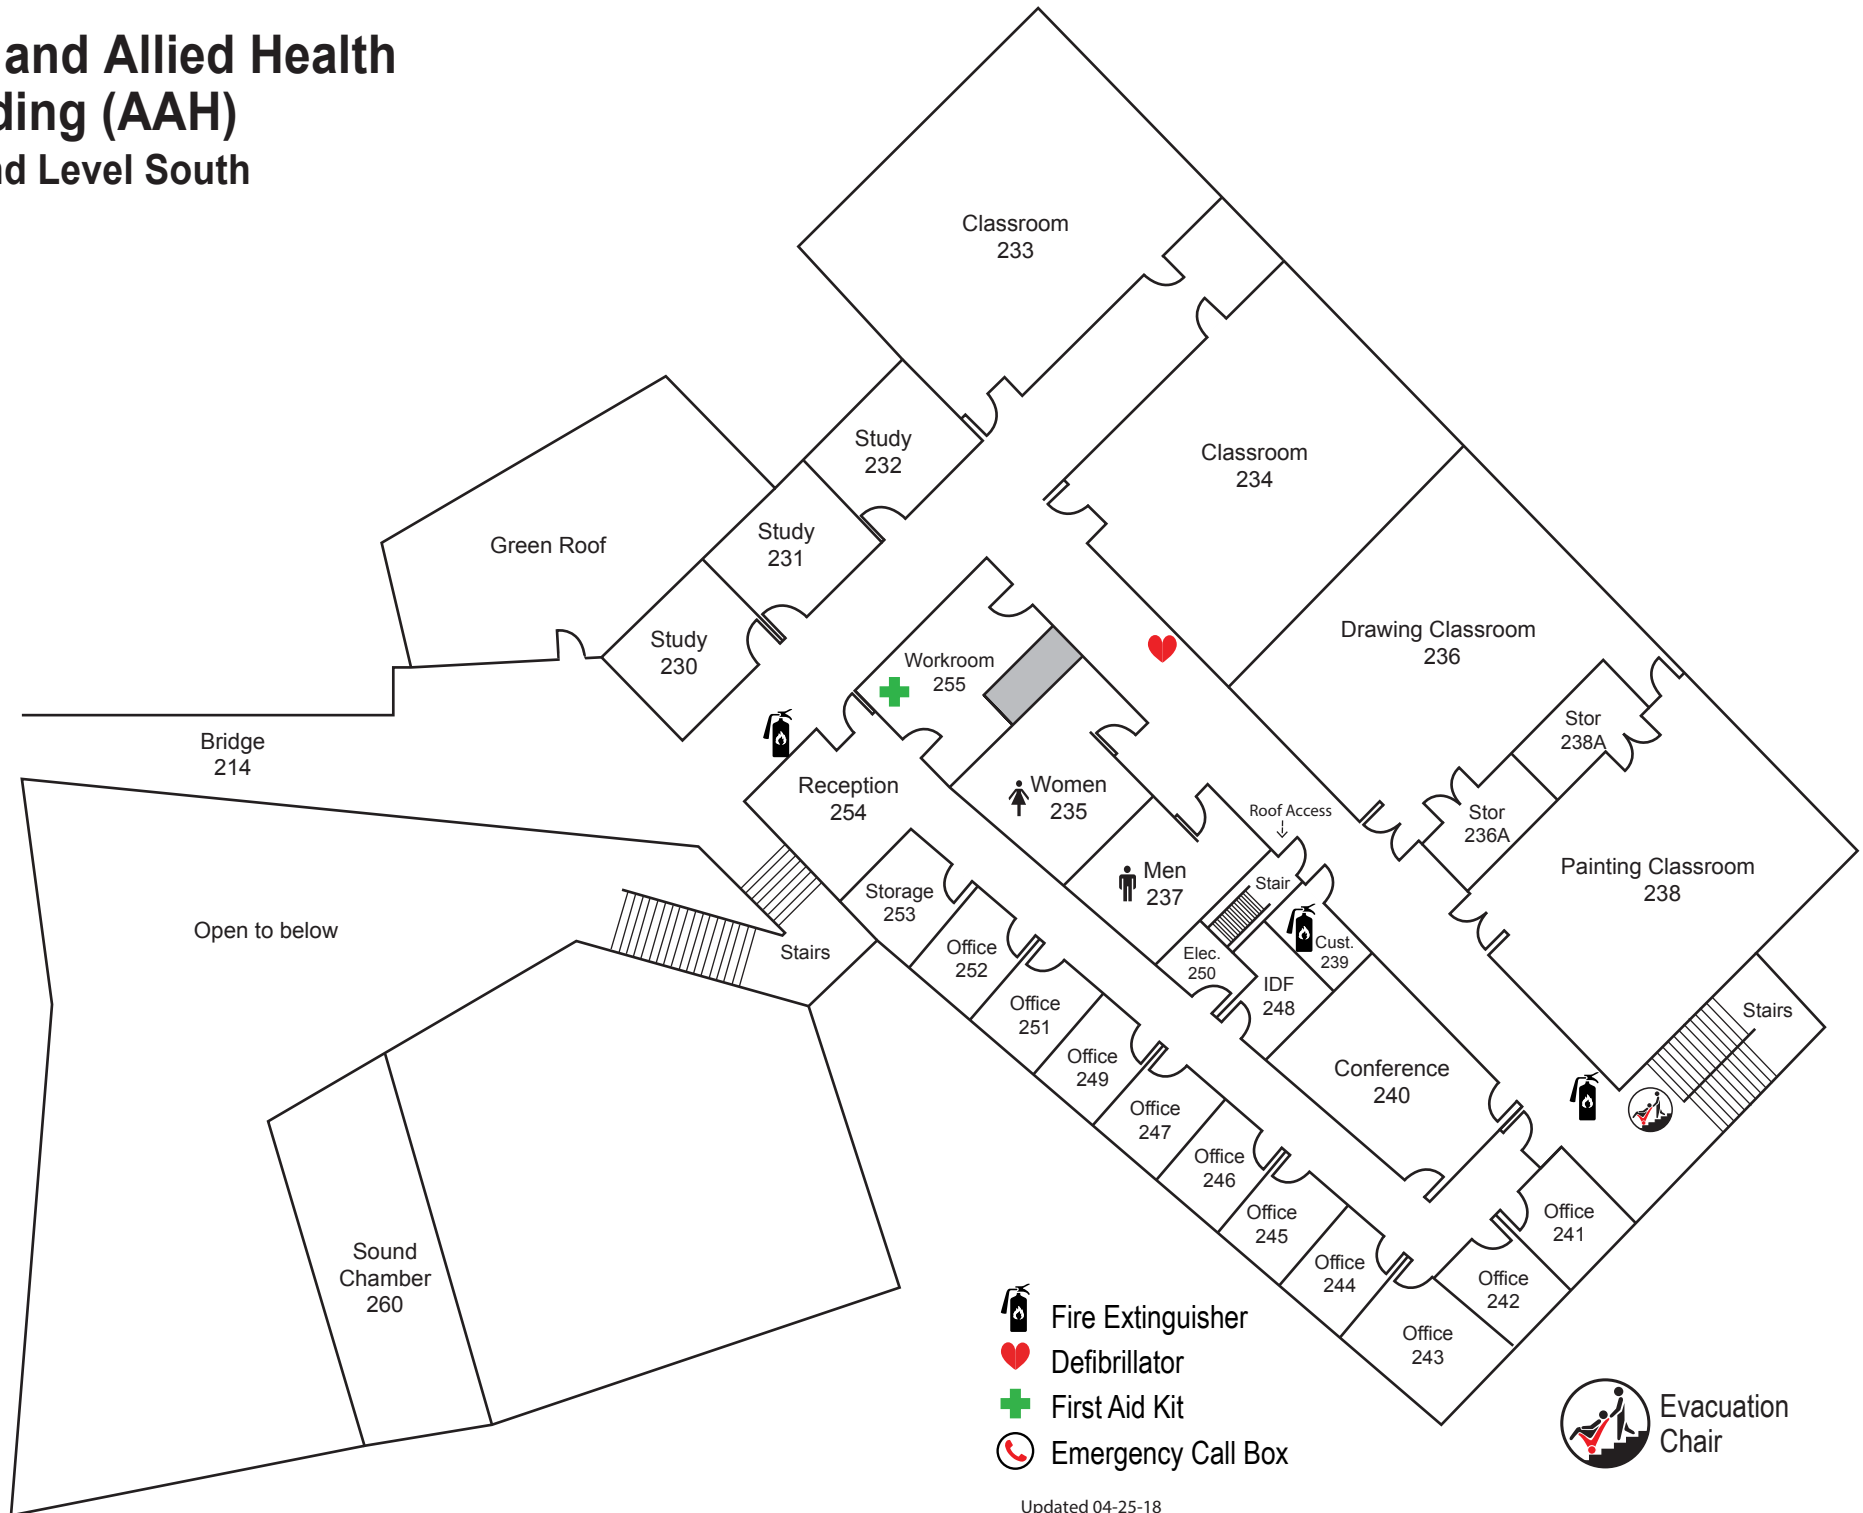 and Allied Health
ding (AAH)
nd Level South
Classroom
233
Study
232
Classroom
234
Study
231
Green Roof
Study
230
Drawing Classroom
236
Workroom
255
Stor
238A
Bridge
214
Reception
254
Women
235
Roof Access
Stor
236A
Painting Classroom
238
Men
237
Stair
Storage
253
Open to below
Stairs
Office
252
Elec.
250
Cust.
239
IDF
248
Office
251
Stairs
Office
249
Conference
240
Office
247
Office
246
Office
245
Office
241
Office
244
Office
242
Sound
Chamber
260
Office
243
Fire Extinguisher
Defibrillator
First Aid Kit
Emergency Call Box
Evacuation
Chair
Updated 04-25-18